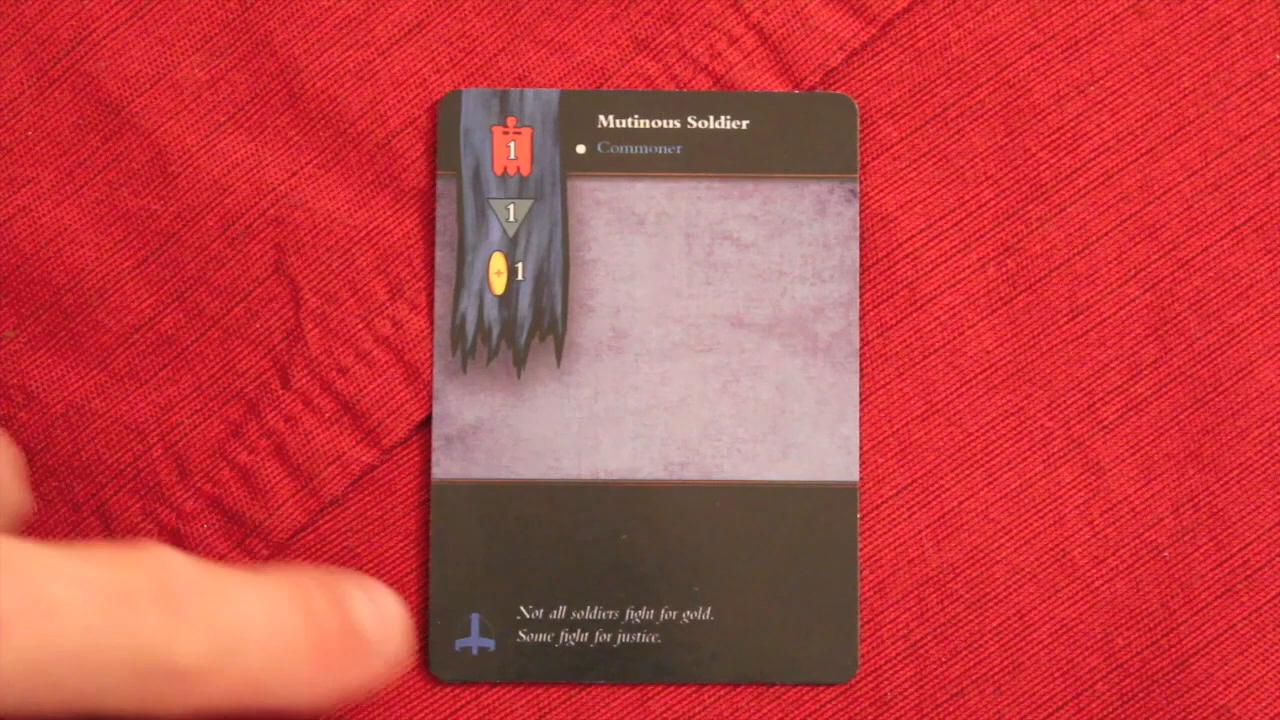 Mutinous Soldier
Commoner
1
1
1
Not all soldiers fight for gold.
Some fight for justice.